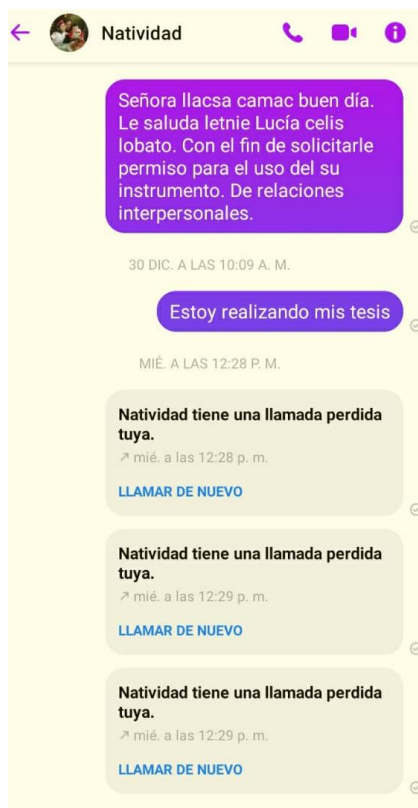 Natividad
Señora llacsa camac buen día.
Le saluda letnie Lucía celis
lobato. Con el fin de solicitarle
permiso para el uso del su
instrumento. De relaciones
interpersonales.
30 DIC. A LAS 10:09 A. M.
Estoy realizando mis tesis
MIÉ. A LAS 12:28 P. M.
Natividad tiene una llamada perdida
tuya.
↗ mié. a las 12:28 p. m.
LLAMAR DE NUEVO
Natividad tiene una llamada perdida
tuya.
↗ mié. a las 12:29 p. m.
LLAMAR DE NUEVO
Natividad tiene una llamada perdida
tuya.
↗ mié. a las 12:29 p. m.
LLAMAR DE NUEVO